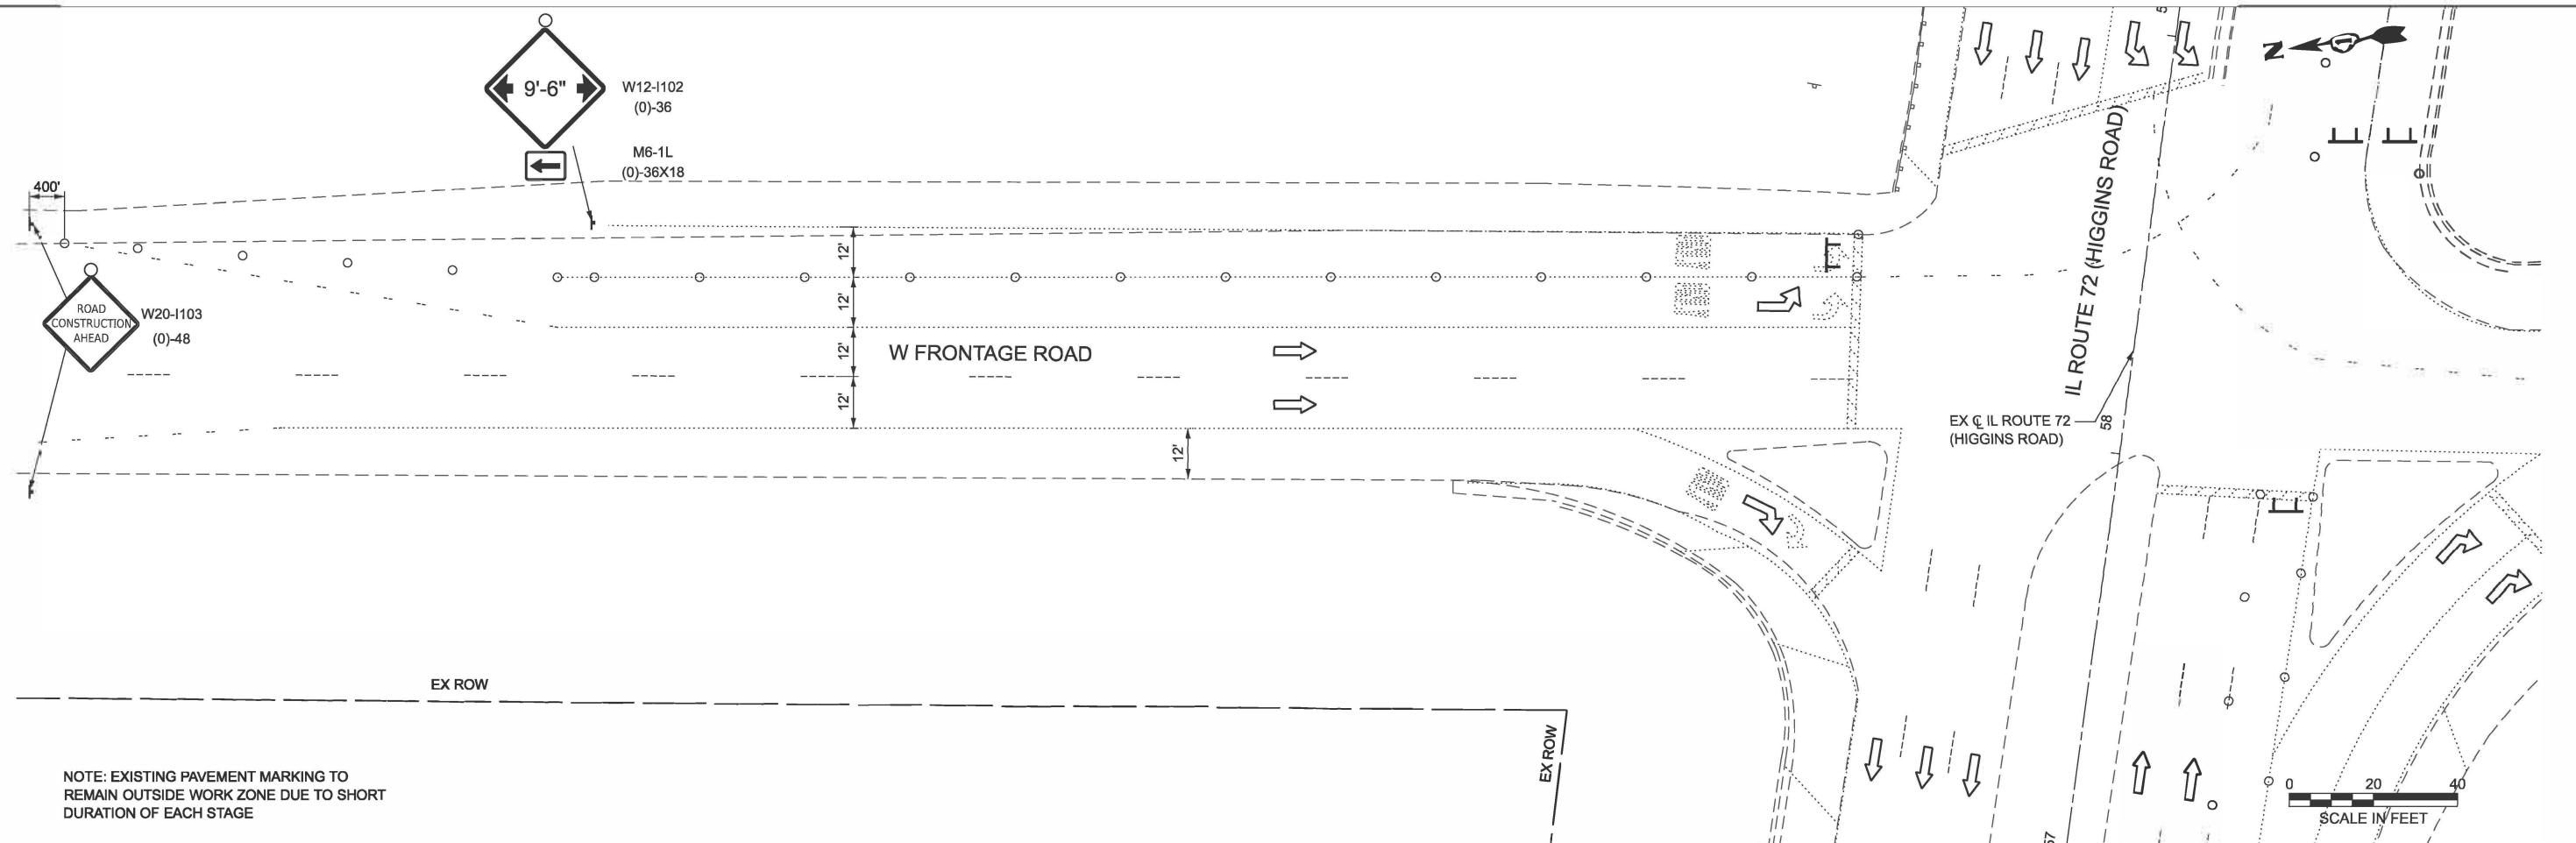 9'-6"
W12-I102
(0)-36
M6-1L
(0)-36X18
400'
ROAD
CONSTRUCTION
AHEAD
W20-I103
(0)-48
12'
12'
12'
12'
12'
W FRONTAGE ROAD
IL ROUTE 72 (HIGGINS ROAD)
N
EX ℄ IL ROUTE 72
(HIGGINS ROAD)
58
57
EX ROW
EX ROW
NOTE: EXISTING PAVEMENT MARKING TO
REMAIN OUTSIDE WORK ZONE DUE TO SHORT
DURATION OF EACH STAGE
0 20 40
SCALE IN FEET